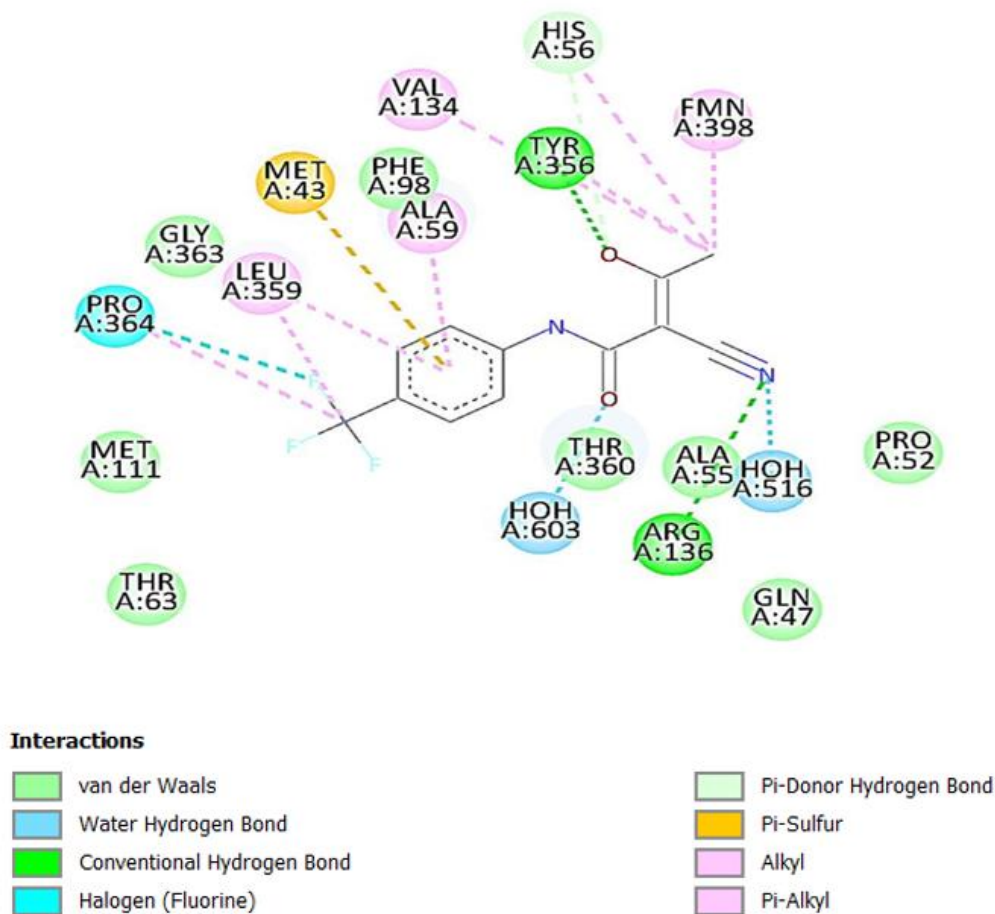 HIS
A:56
VAL
A:134
FMN
A:398
TYR
A:356
MET
A:43
PHE
A:98
ALA
A:59
GLY
A:363
LEU
A:359
PRO
A:364
O
N
F
N
O
F
F
MET
A:111
THR
A:360
ALA
A:55
HOH
A:516
PRO
A:52
HOH
A:603
ARG
A:136
THR
A:63
GLN
A:47
Interactions
van der Waals
Water Hydrogen Bond
Conventional Hydrogen Bond
Halogen (Fluorine)
Pi-Donor Hydrogen Bond
Pi-Sulfur
Alkyl
Pi-Alkyl